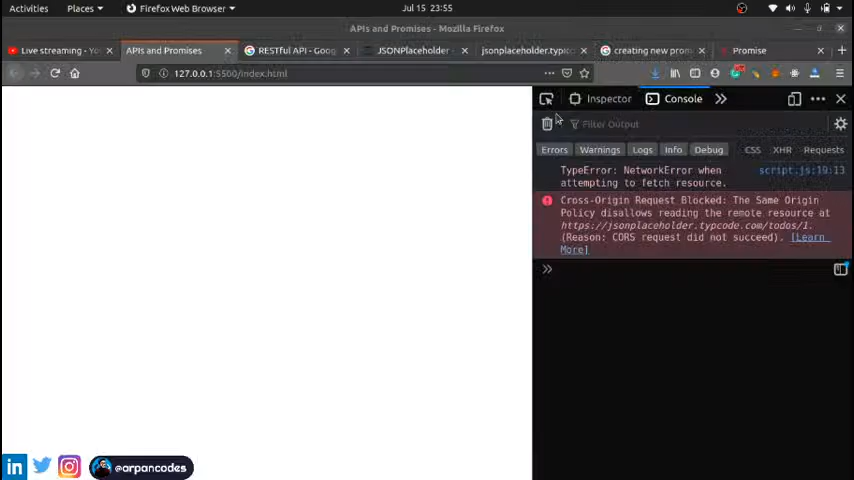 Activities Places Firefox Web Browser Jul 15 23:55
APIs and Promises - Mozilla Firefox
Live streaming - Yo APIs and Promises RESTful API - Goog JSONPlaceholder - jsonplaceholder.typico creating new prom Promise
127.0.0.1:5500/index.html
Inspector Console
Filter Output
Errors Warnings Logs Info Debug CSS XHR Requests
TypeError: NetworkError when script.js:19:13
attempting to fetch resource.
Cross-Origin Request Blocked: The Same Origin
Policy disallows reading the remote resource at
https://jsonplaceholder.typcode.com/todos/1.
(Reason: CORS request did not succeed). [Learn
More]
in @arpancodes